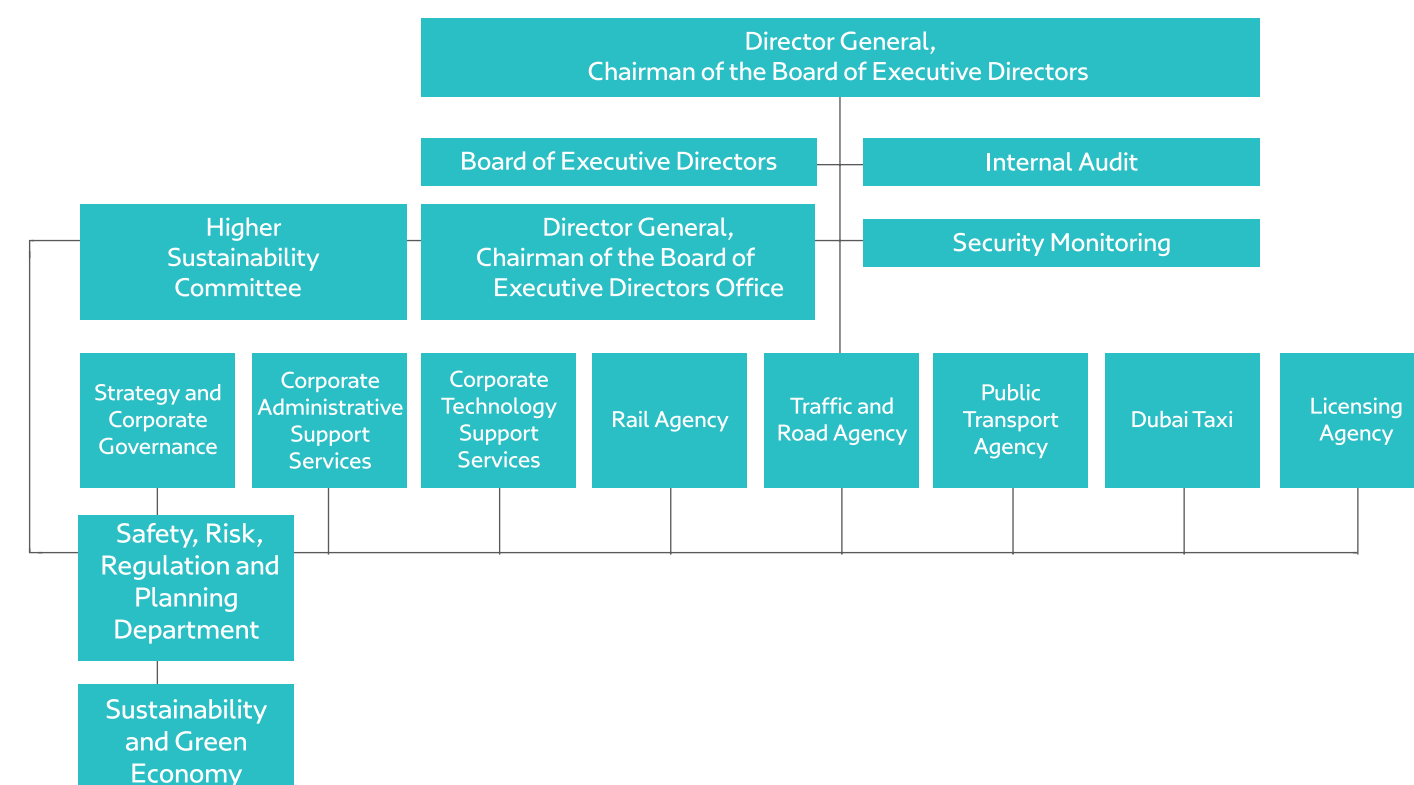 Director General,
Chairman of the Board of Executive Directors
Board of Executive Directors
Internal Audit
Higher
Sustainability
Committee
Director General,
Chairman of the Board of
Executive Directors Office
Security Monitoring
Strategy and
Corporate
Governance
Corporate
Administrative
Support
Services
Corporate
Technology
Support
Services
Rail Agency
Traffic and
Road Agency
Public
Transport
Agency
Dubai Taxi
Licensing
Agency
Safety, Risk,
Regulation and
Planning
Department
Sustainability
and Green
Economy